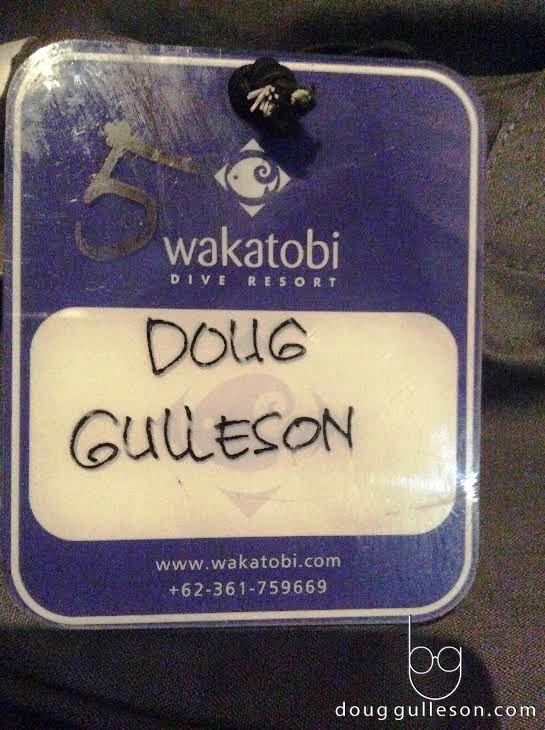 5
wakatobi
DIVE RESORT
DOUG
GULLESON
www.wakatobi.com
+62-361-759669
bg
douggulleson.com